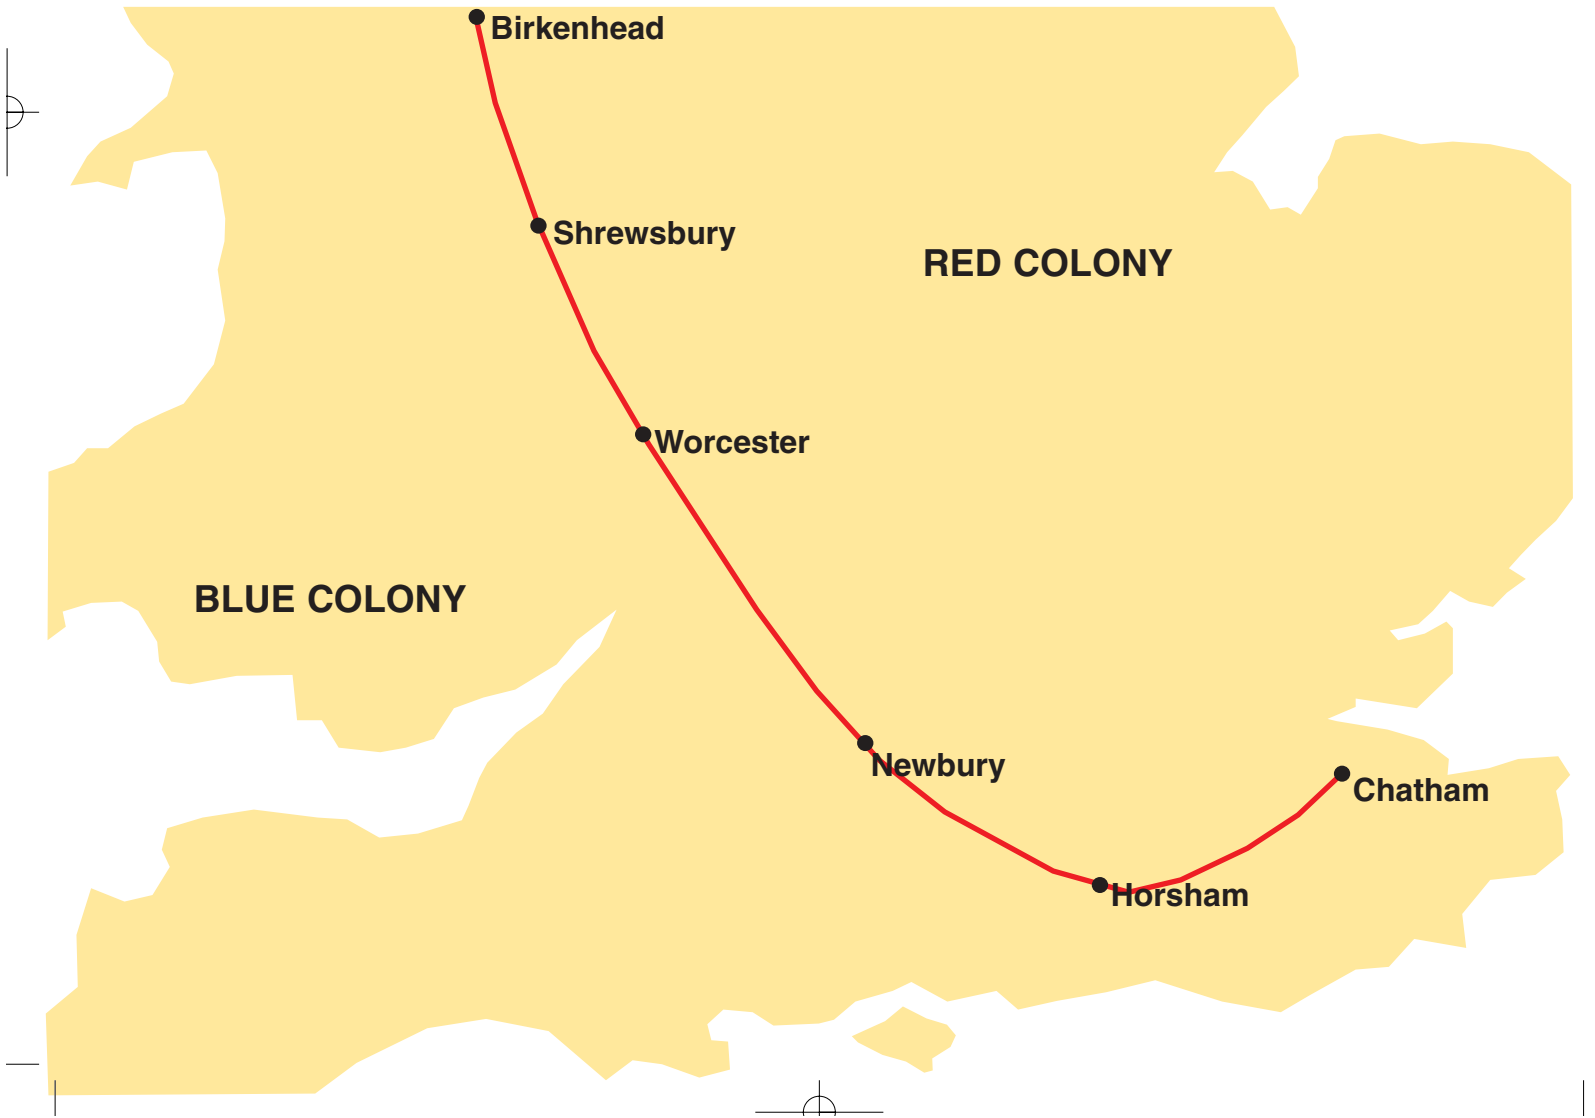 Birkenhead
Shrewsbury
RED COLONY
Worcester
BLUE COLONY
Newbury
Chatham
Horsham